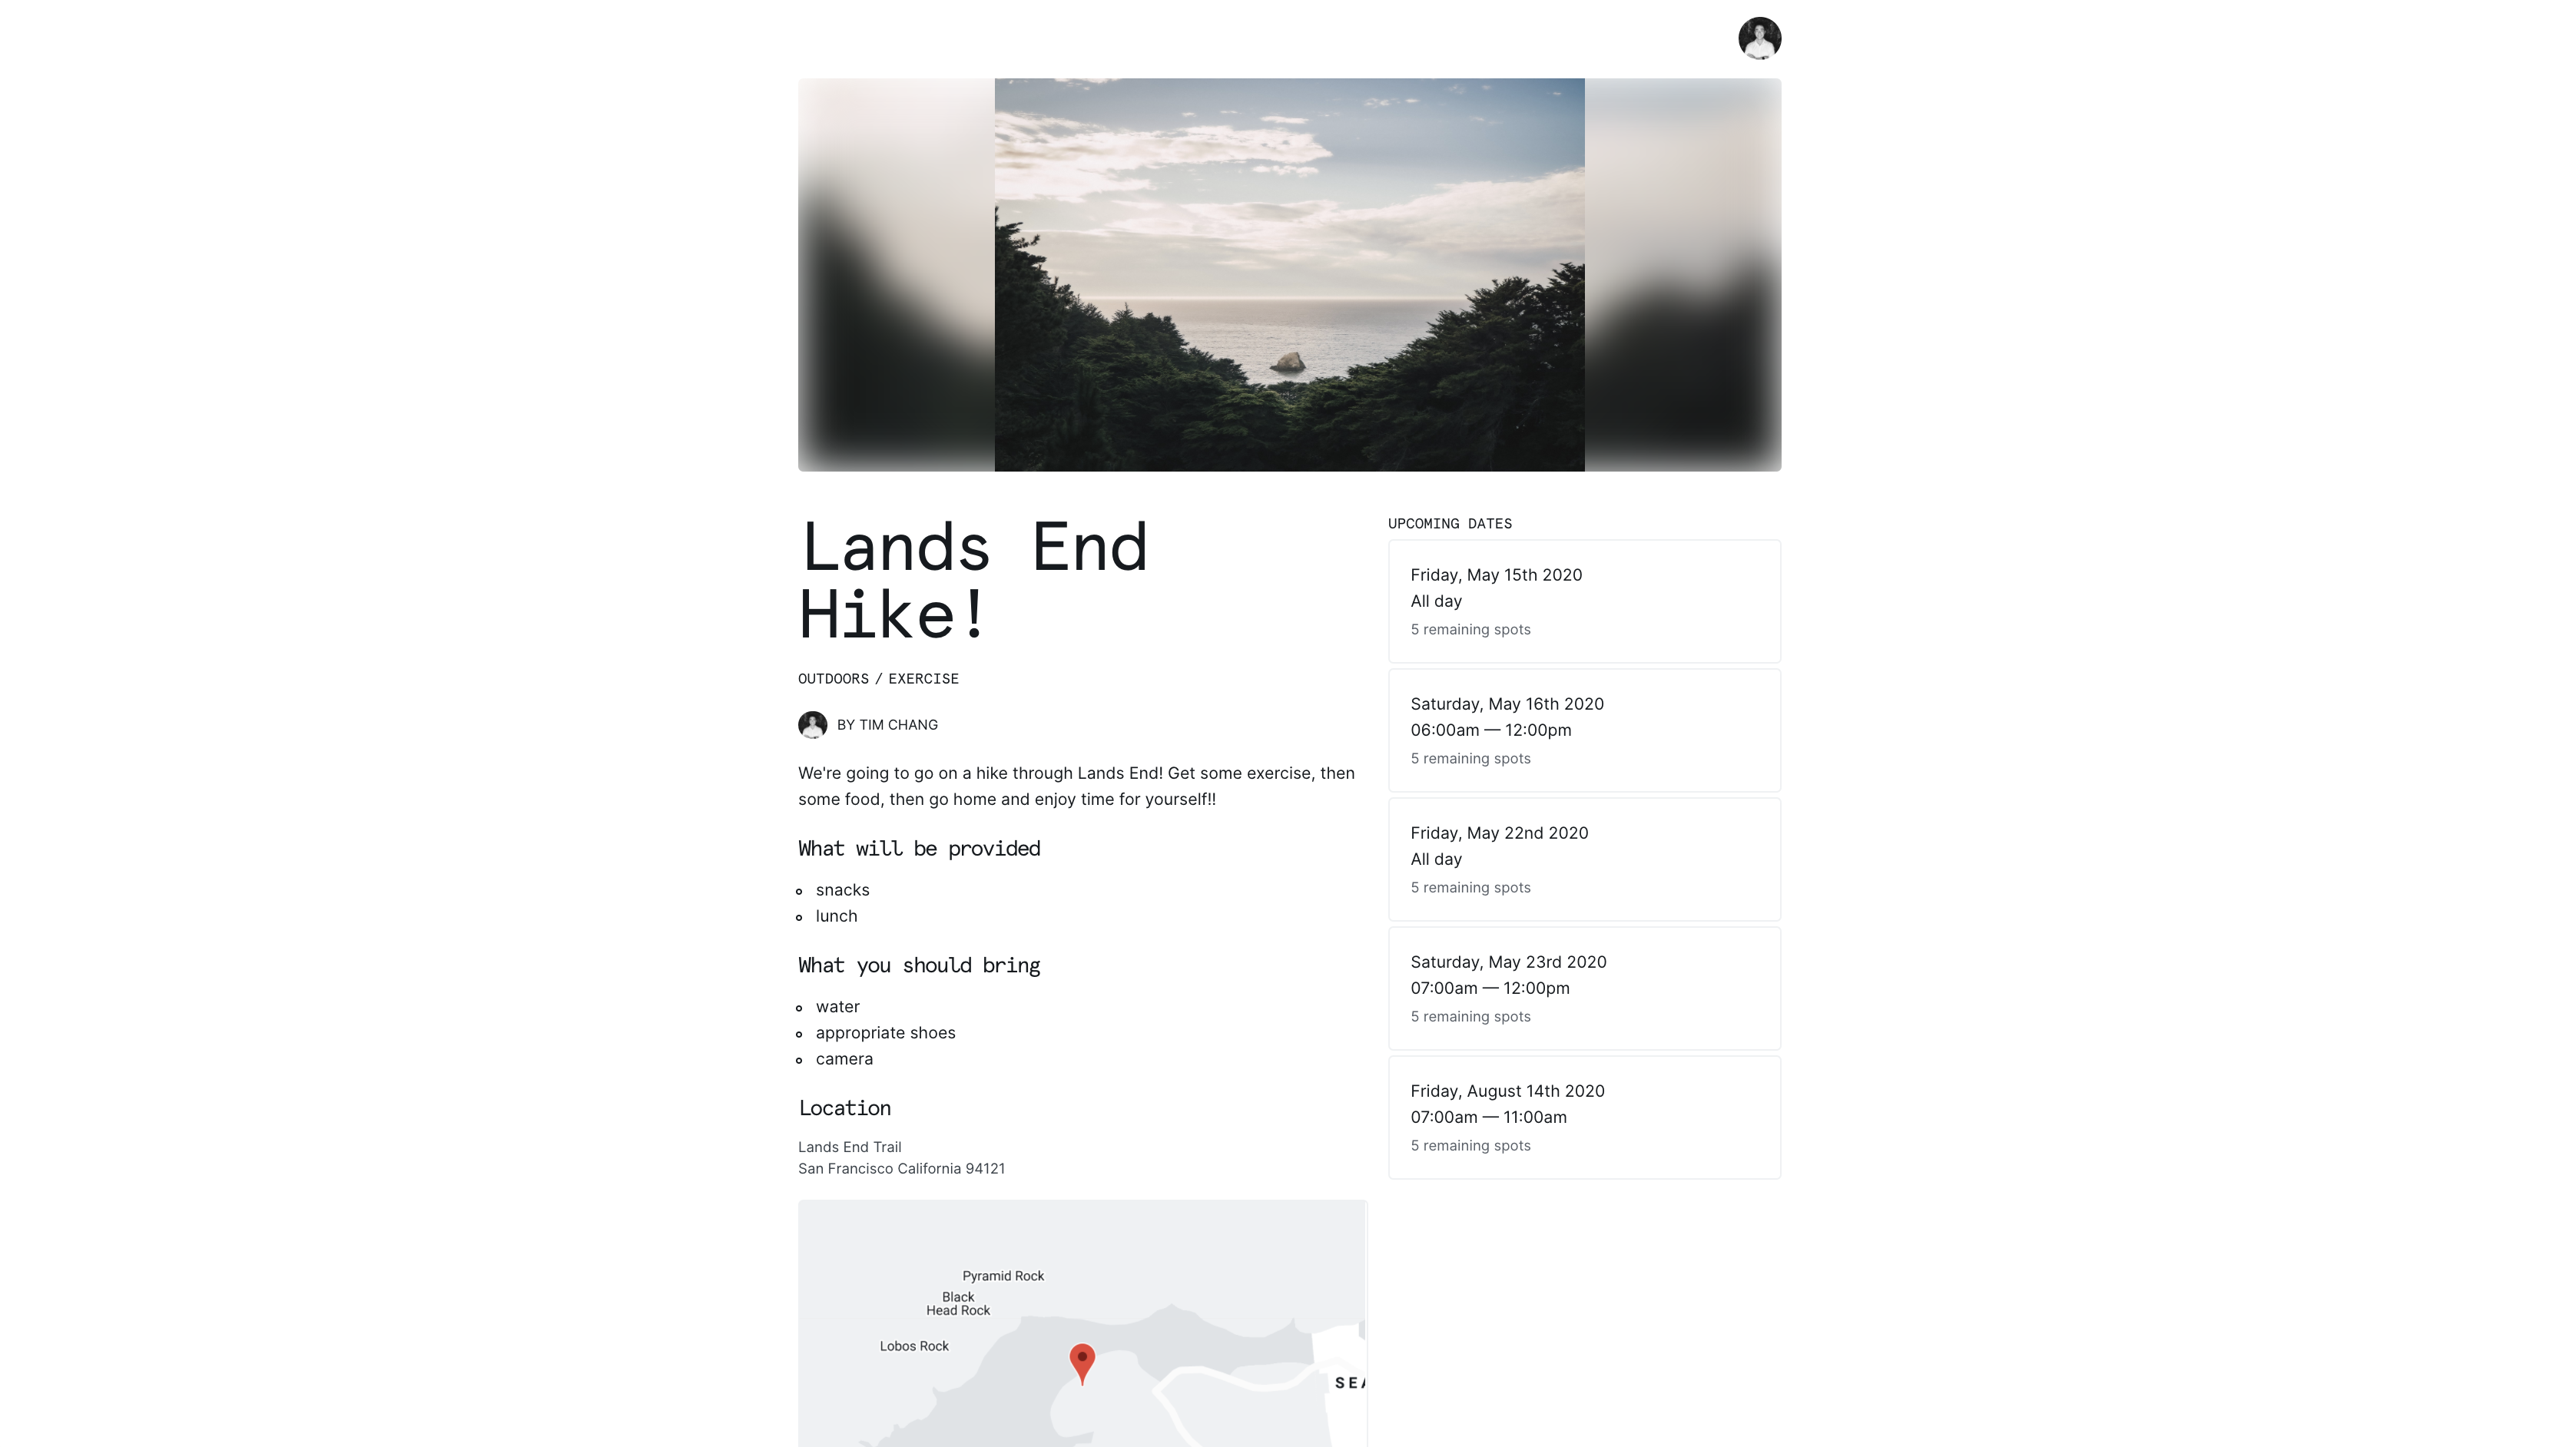 Lands End
Hike!
OUTDOORS / EXERCISE
BY TIM CHANG
We're going to go on a hike through Lands End! Get some exercise, then
some food, then go home and enjoy time for yourself!!
What will be provided
snacks
lunch
What you should bring
water
appropriate shoes
camera
Location
Lands End Trail
San Francisco California 94121
Pyramid Rock
Black
Head Rock
Lobos Rock
UPCOMING DATES
Friday, May 15th 2020
All day
5 remaining spots
Saturday, May 16th 2020
06:00am — 12:00pm
5 remaining spots
Friday, May 22nd 2020
All day
5 remaining spots
Saturday, May 23rd 2020
07:00am — 12:00pm
5 remaining spots
Friday, August 14th 2020
07:00am — 11:00am
5 remaining spots